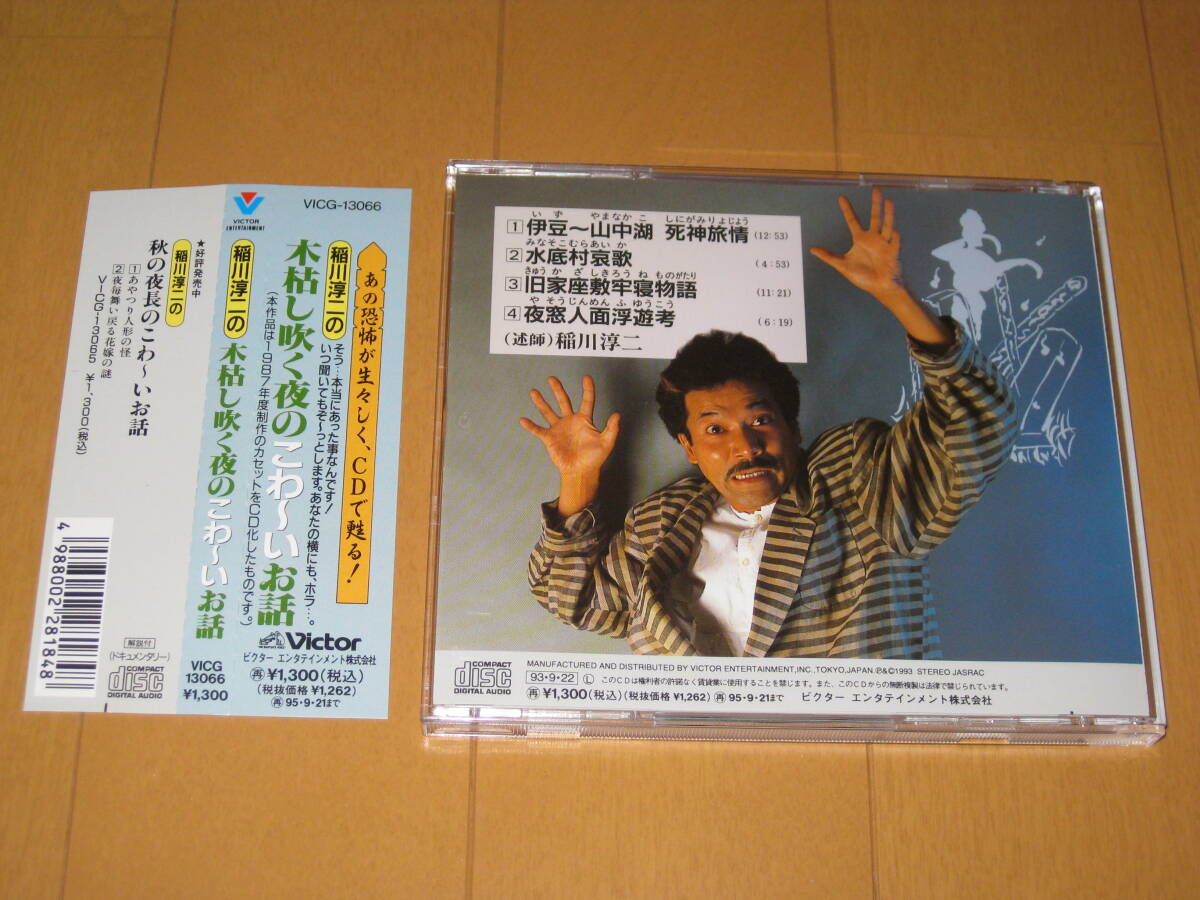 ★好評発売中
稲川淳二の
秋の夜長のこわ〜いお話
1 あやつり人形の怪
2 夜毎舞い戻る花嫁の謎
VICG-13065 ¥1,300(税込)
4 988002 281848
解説付
(ドキュメンタリー)
COMPACT
disc
DIGITAL AUDIO
VICTOR
ENTERTAINMENT
稲川淳二の
木枯し吹く夜のこわ〜いお話
VICG
13066
¥1,300
VICG-13066
あの恐怖が生々しく、CDで甦る!
そう…本当にあった事なんです!
いつ聞いてもぞ〜っとします。あなたの横にも、ホラ…。
稲川淳二の
木枯し吹く夜のこわ〜いお話
(本作品は1987年度制作のカセットをCD化したものです。)
Victor
ビクター エンタテインメント株式会社
再¥1,300(税込)
(税抜価格 ¥1,262)
再95・9・21まで
いず やまなかこ しにがみりょじょう
1 伊豆〜山中湖 死神旅情 (12:53)
みなそこむらあいか
2 水底村哀歌 (4:53)
きゅうかざしきろうねものがたり
3 旧家座敷牢寝物語 (11:21)
やそうじんめんふゆうこう
4 夜窓人面浮遊考 (6:19)
(述師)稲川淳二
COMPACT
disc
DIGITAL AUDIO
MANUFACTURED AND DISTRIBUTED BY VICTOR ENTERTAINMENT, INC., TOKYO, JAPAN. ℗&©1993 STEREO JASRAC
93・9・22 Ⓛ このCDは権利者の許諾なく賃貸業に使用することを禁じます。また、このCDからの無断複製は法律で禁じられています。
再¥1,300(税込)(税抜価格 ¥1,262) 再95・9・21まで ビクター エンタテインメント株式会社